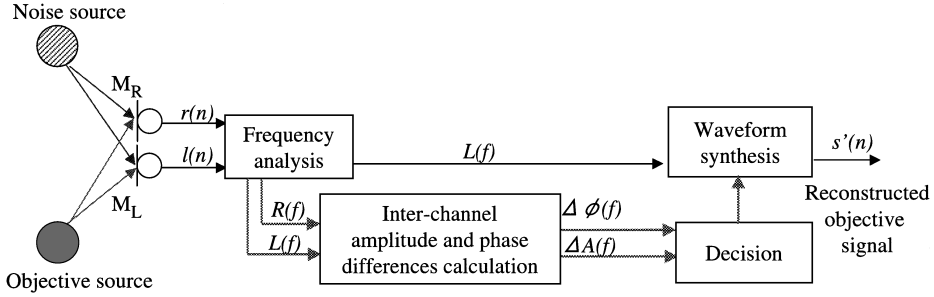 Noise source
M_R
r(n)
l(n)
M_L
Objective source
Frequency
analysis
L(f)
Waveform
synthesis
s'(n)
Reconstructed
objective
signal
R(f)
L(f)
Inter-channel
amplitude and phase
differences calculation
Δ ϕ(f)
ΔA(f)
Decision